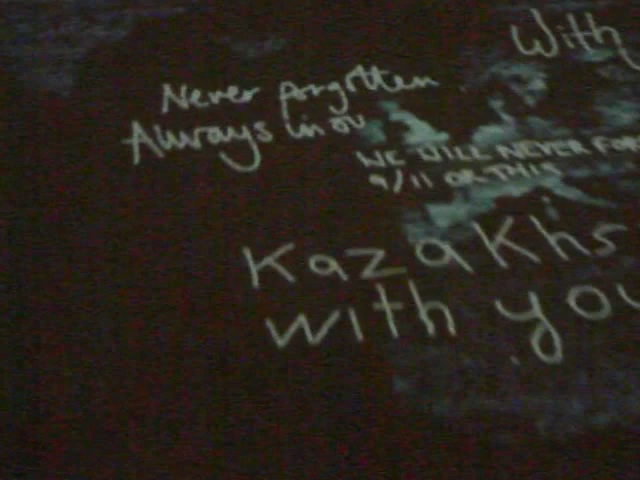 With
Never forgotten
Always in ou
WE WILL NEVER FOR
9/11 OR THIS
Kazakhs
with you